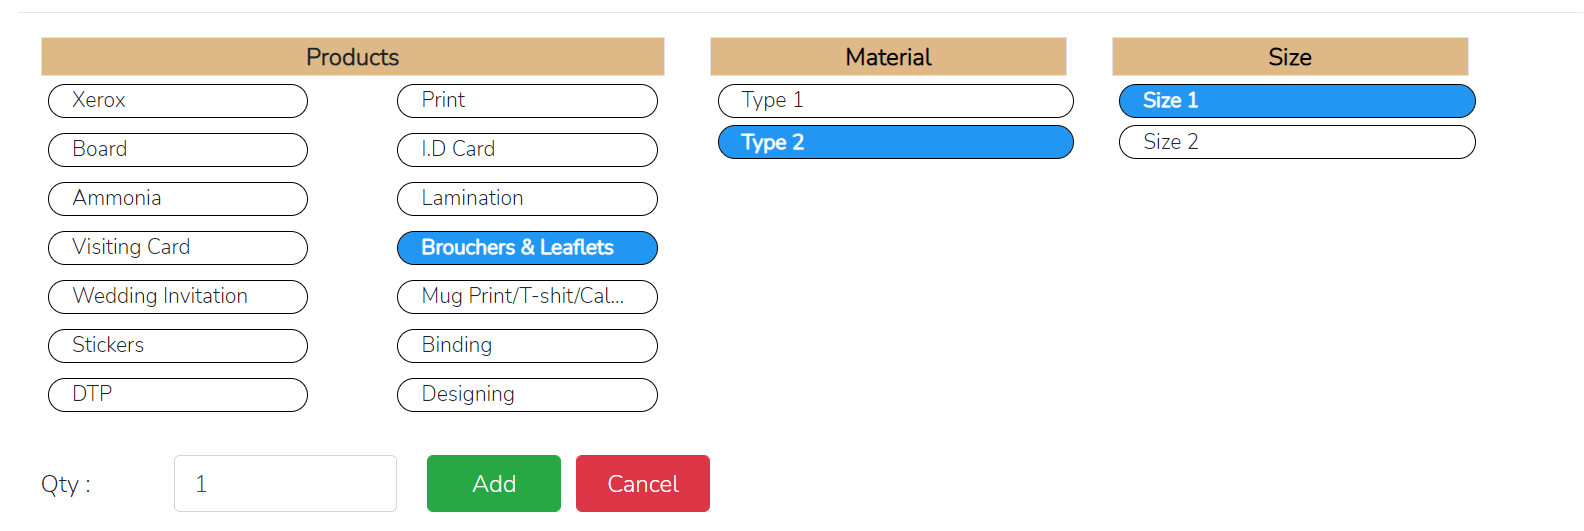 Products Material Size
Xerox Print Type 1 Size 1
Board I.D Card Type 2 Size 2
Ammonia Lamination
Visiting Card Brouchers & Leaflets
Wedding Invitation Mug Print/T-shit/Cal...
Stickers Binding
DTP Designing
Qty : 1 Add Cancel